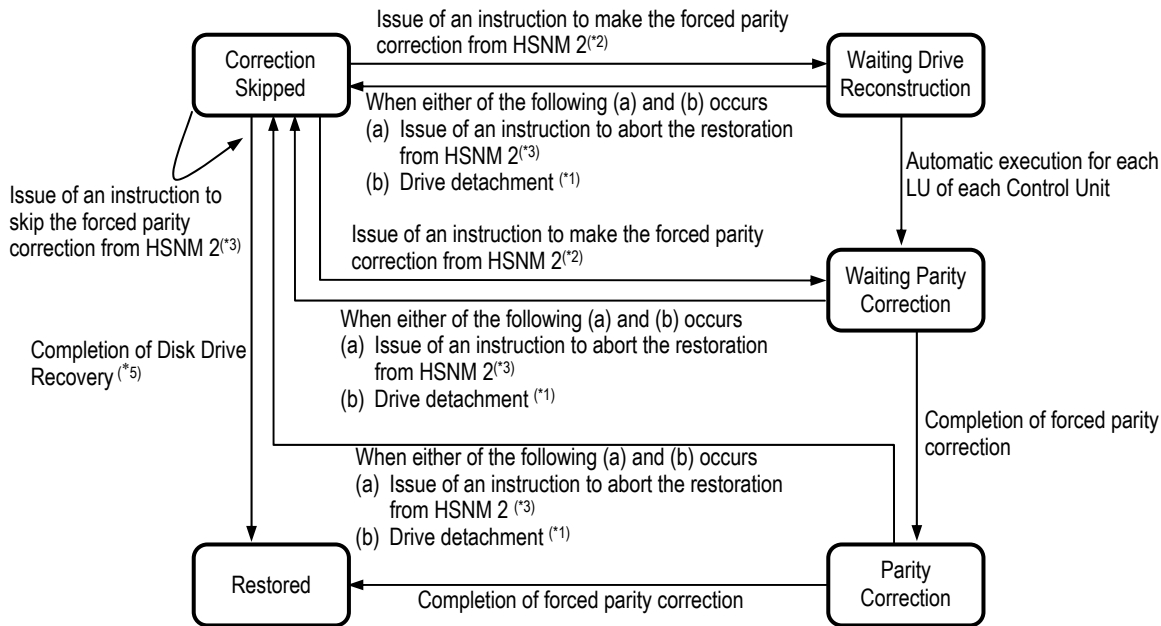 Issue of an instruction to make the forced parity
correction from HSNM 2(*2)
Correction
Skipped
Waiting Drive
Reconstruction
When either of the following (a) and (b) occurs
(a) Issue of an instruction to abort the restoration
from HSNM 2(*3)
(b) Drive detachment (*1)
Automatic execution for each
LU of each Control Unit
Issue of an instruction to
skip the forced parity
correction from HSNM 2(*3)
Issue of an instruction to make the forced parity
correction from HSNM 2(*2)
Waiting Parity
Correction
When either of the following (a) and (b) occurs
(a) Issue of an instruction to abort the restoration
from HSNM 2(*3)
(b) Drive detachment (*1)
Completion of Disk Drive
Recovery (*5)
Completion of forced parity
correction
When either of the following (a) and (b) occurs
(a) Issue of an instruction to abort the restoration
from HSNM 2 (*3)
(b) Drive detachment (*1)
Restored
Parity
Correction
Completion of forced parity correction